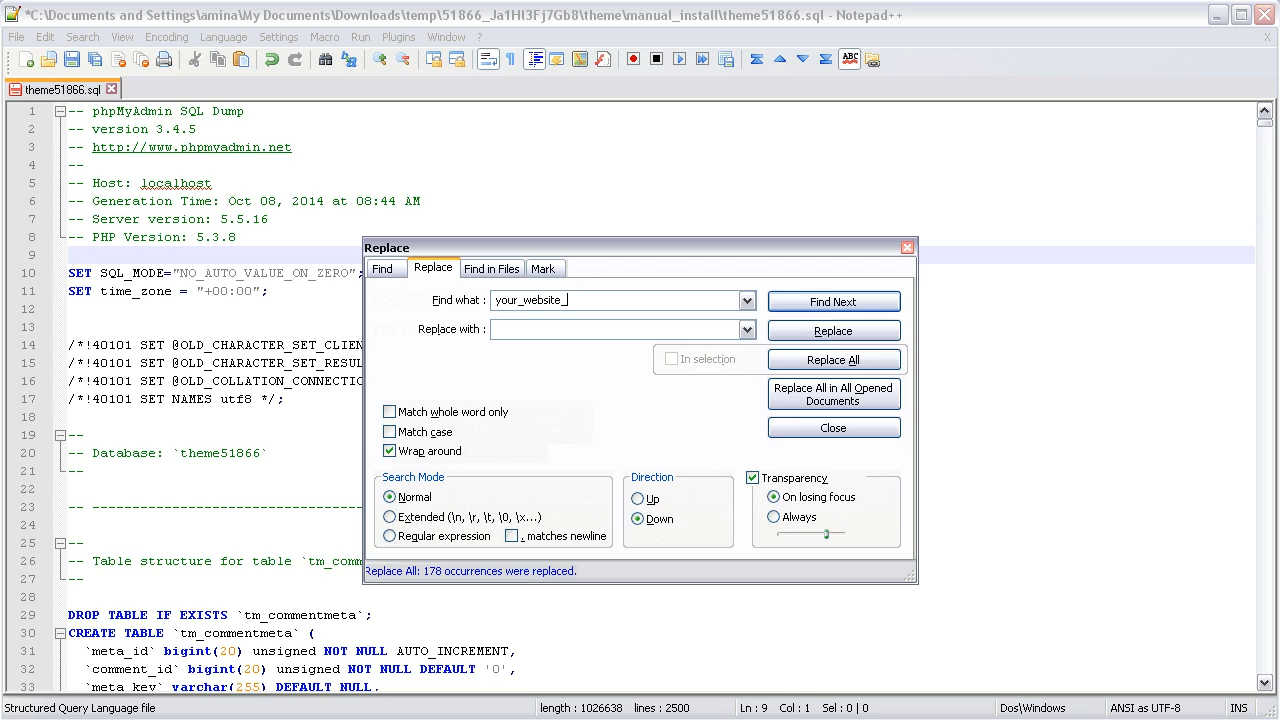 *C:\Documents and Settings\amina\My Documents\Downloads\temp\51866_Ja1HI3Fj7Gb8\theme\manual_install\theme51866.sql - Notepad++
File Edit Search View Encoding Language Settings Macro Run Plugins Window ? X
theme51866.sql
1 -- phpMyAdmin SQL Dump
2 -- version 3.4.5
3 -- http://www.phpmyadmin.net
4 --
5 -- Host: localhost
6 -- Generation Time: Oct 08, 2014 at 08:44 AM
7 -- Server version: 5.5.16
8 -- PHP Version: 5.3.8
9
10 SET SQL_MODE="NO_AUTO_VALUE_ON_ZERO";
11 SET time_zone = "+00:00";
12
13
14 /*!40101 SET @OLD_CHARACTER_SET_CLIEN
15 /*!40101 SET @OLD_CHARACTER_SET_RESUL
16 /*!40101 SET @OLD_COLLATION_CONNECTIO
17 /*!40101 SET NAMES utf8 */;
18
19 --
20 -- Database: `theme51866`
21 --
22
23 -- ----------------------------------
24
25 --
26 -- Table structure for table `tm_comm
27 --
28
29 DROP TABLE IF EXISTS `tm_commentmeta`;
30 CREATE TABLE `tm_commentmeta` (
31 `meta_id` bigint(20) unsigned NOT NULL AUTO_INCREMENT,
32 `comment_id` bigint(20) unsigned NOT NULL DEFAULT '0',
33 `meta_key` varchar(255) DEFAULT NULL,
Replace
Find Replace Find in Files Mark
Find what : your_website_ Find Next
Replace with : Replace
In selection Replace All
Replace All in All Opened
Documents
Match whole word only
Close
Match case
Wrap around
Search Mode Direction Transparency
Normal Up On losing focus
Extended (\n, \r, \t, \0, \x...) Down Always
Regular expression . matches newline
Replace All: 178 occurrences were replaced.
Structured Query Language file length : 1026638 lines : 2500 Ln : 9 Col : 1 Sel : 0 | 0 Dos\Windows ANSI as UTF-8 INS